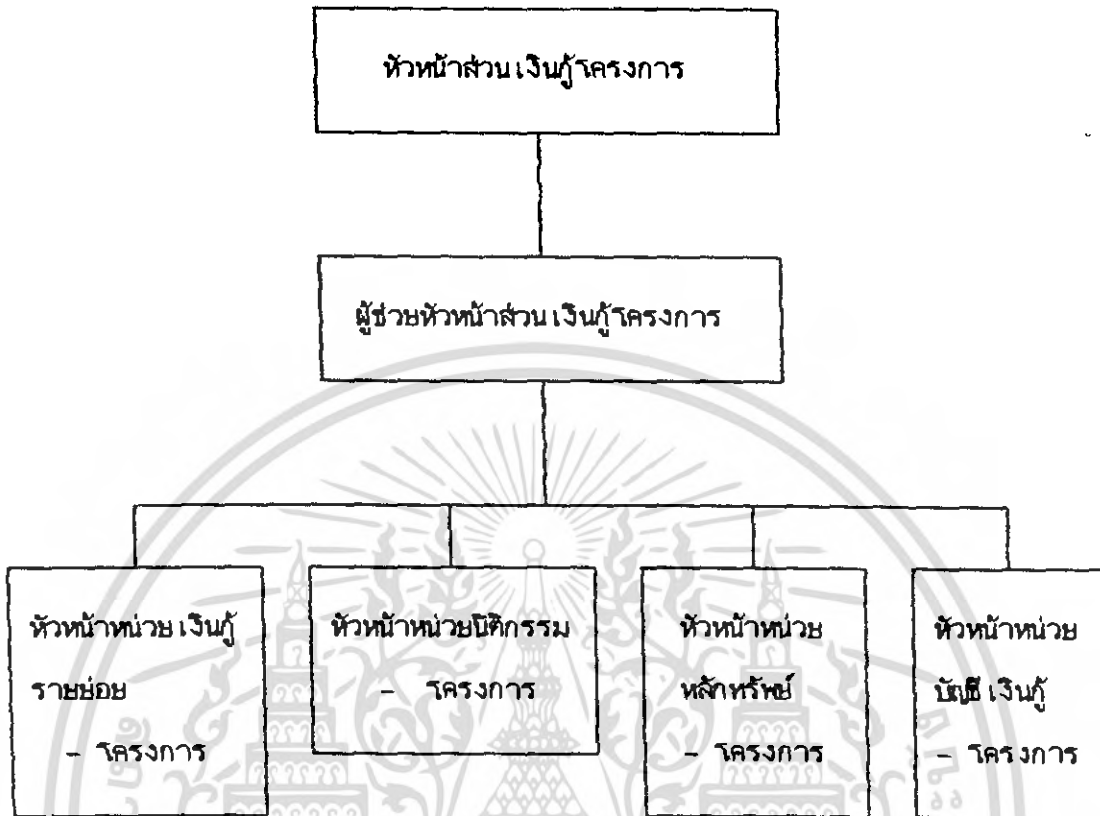 หัวหน้าส่วนเงินกู้โครงการ
ผู้ช่วยหัวหน้าส่วนเงินกู้โครงการ
หัวหน้าหน่วยเงินกู้
รายย่อย
- โครงการ
หัวหน้าหน่วยนิติกรรม
- โครงการ
หัวหน้าหน่วย
หลักทรัพย์
- โครงการ
หัวหน้าหน่วย
บัญชีเงินกู้
- โครงการ